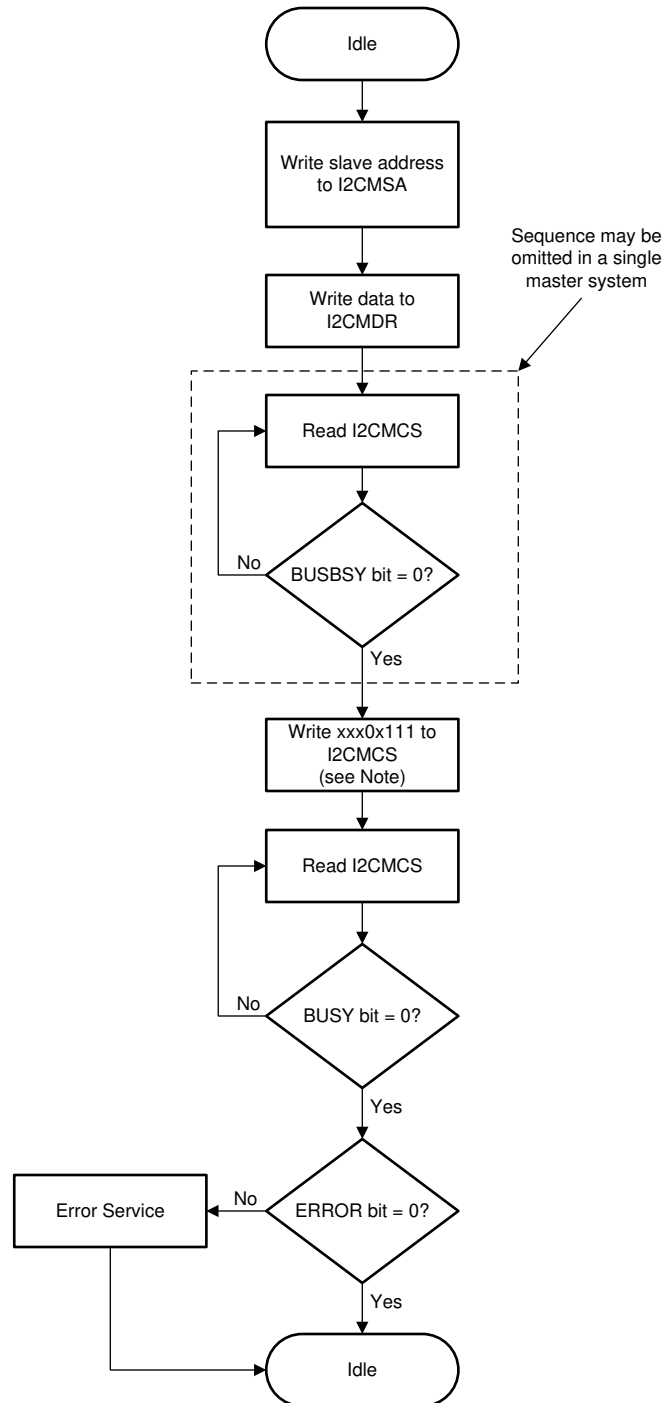 Idle
Write slave address
to I2CMSA
Sequence may be
omitted in a single
master system
Write data to
I2CMDR
Read I2CMCS
No
BUSBSY bit = 0?
Yes
Write xxx0x111 to
I2CMCS
(see Note)
Read I2CMCS
No
BUSY bit = 0?
Yes
Error Service
No
ERROR bit = 0?
Yes
Idle